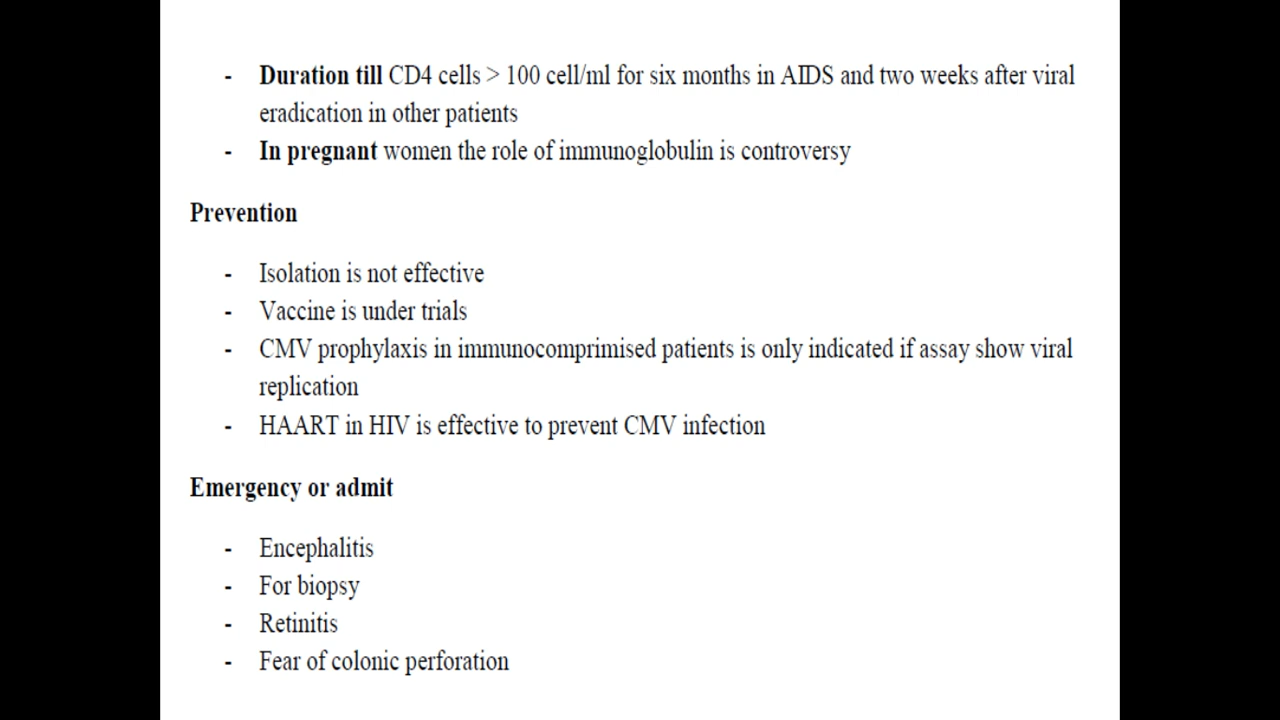 - Duration till CD4 cells > 100 cell/ml for six months in AIDS and two weeks after viral
eradication in other patients
- In pregnant women the role of immunoglobulin is controversy
Prevention
- Isolation is not effective
- Vaccine is under trials
- CMV prophylaxis in immunocomprimised patients is only indicated if assay show viral
replication
- HAART in HIV is effective to prevent CMV infection
Emergency or admit
- Encephalitis
- For biopsy
- Retinitis
- Fear of colonic perforation